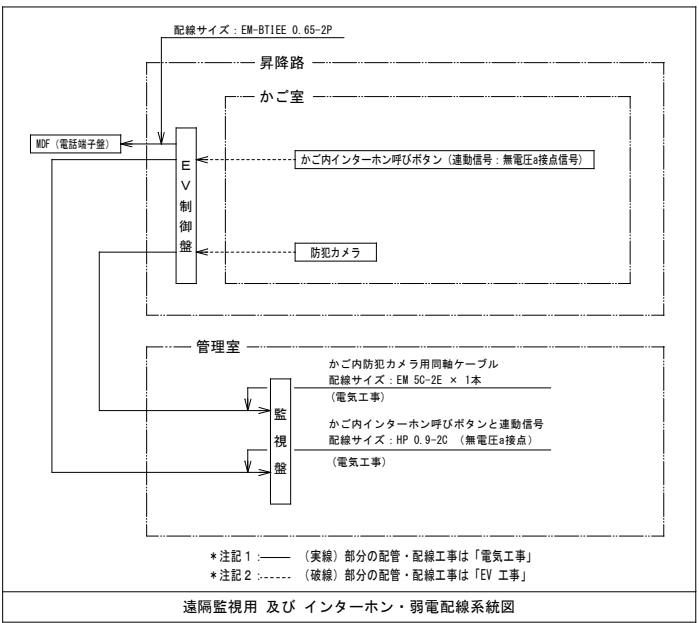 配線サイズ：EM-BTIEE 0.65-2P
昇降路
かご室
MDF（電話端子盤）
EV制御盤
かご内インターホン呼びボタン（連動信号：無電圧a接点信号）
防犯カメラ
管理室
かご内防犯カメラ用同軸ケーブル
配線サイズ：EM 5C-2E × 1本
（電気工事）
監視盤
かご内インターホン呼びボタンと連動信号
配線サイズ：HP 0.9-2C （無電圧a接点）
（電気工事）
＊注記１：―― （実線）部分の配管・配線工事は「電気工事」
＊注記２：------ （破線）部分の配管・配線工事は「EV 工事」
遠隔監視用 及び インターホン・弱電配線系統図